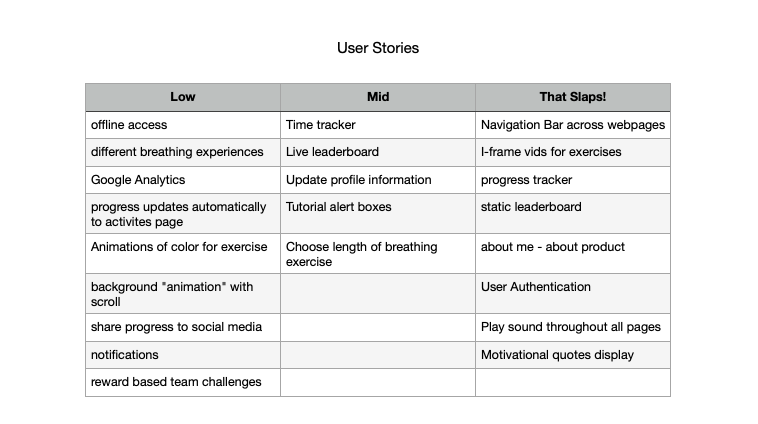 User Stories
Low Mid That Slaps!
offline access Time tracker Navigation Bar across webpages
different breathing experiences Live leaderboard I-frame vids for exercises
Google Analytics Update profile information progress tracker
progress updates automatically Tutorial alert boxes static leaderboard
to activites page
Animations of color for exercise Choose length of breathing about me - about product
exercise
background "animation" with User Authentication
scroll
share progress to social media Play sound throughout all pages
notifications Motivational quotes display
reward based team challenges